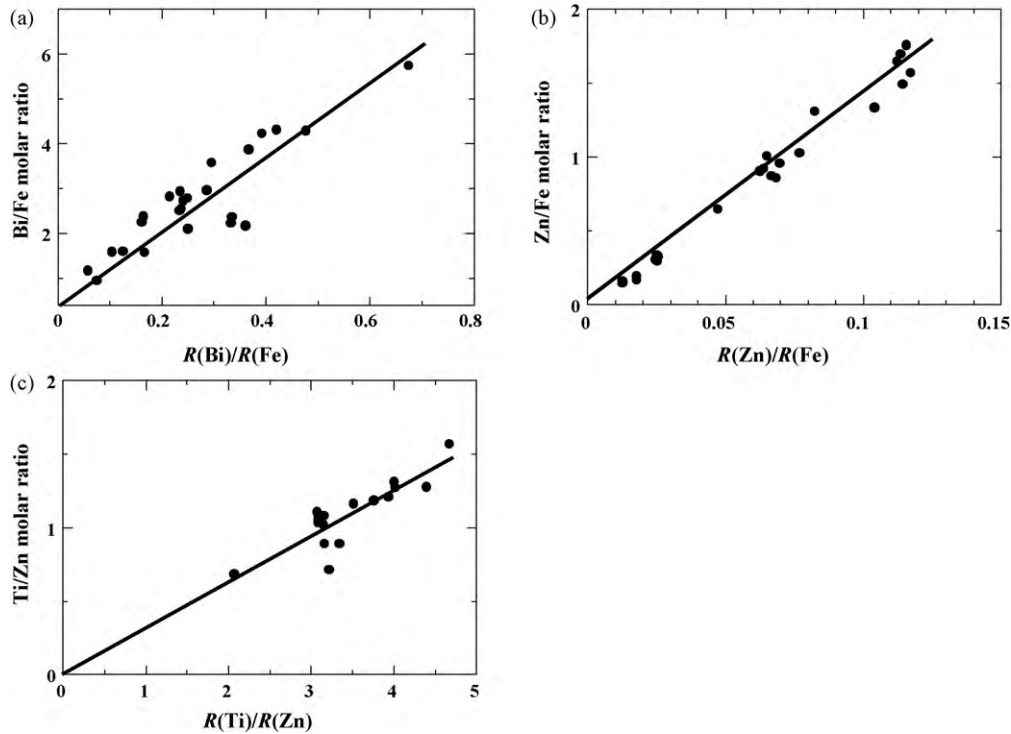 (a)
Bi/Fe molar ratio
6
4
2
0
0.2
0.4
0.6
0.8
R(Bi)/R(Fe)
(b)
Zn/Fe molar ratio
2
1
0
0
0.05
0.1
0.15
R(Zn)/R(Fe)
(c)
Ti/Zn molar ratio
2
1
0
0
1
2
3
4
5
R(Ti)/R(Zn)